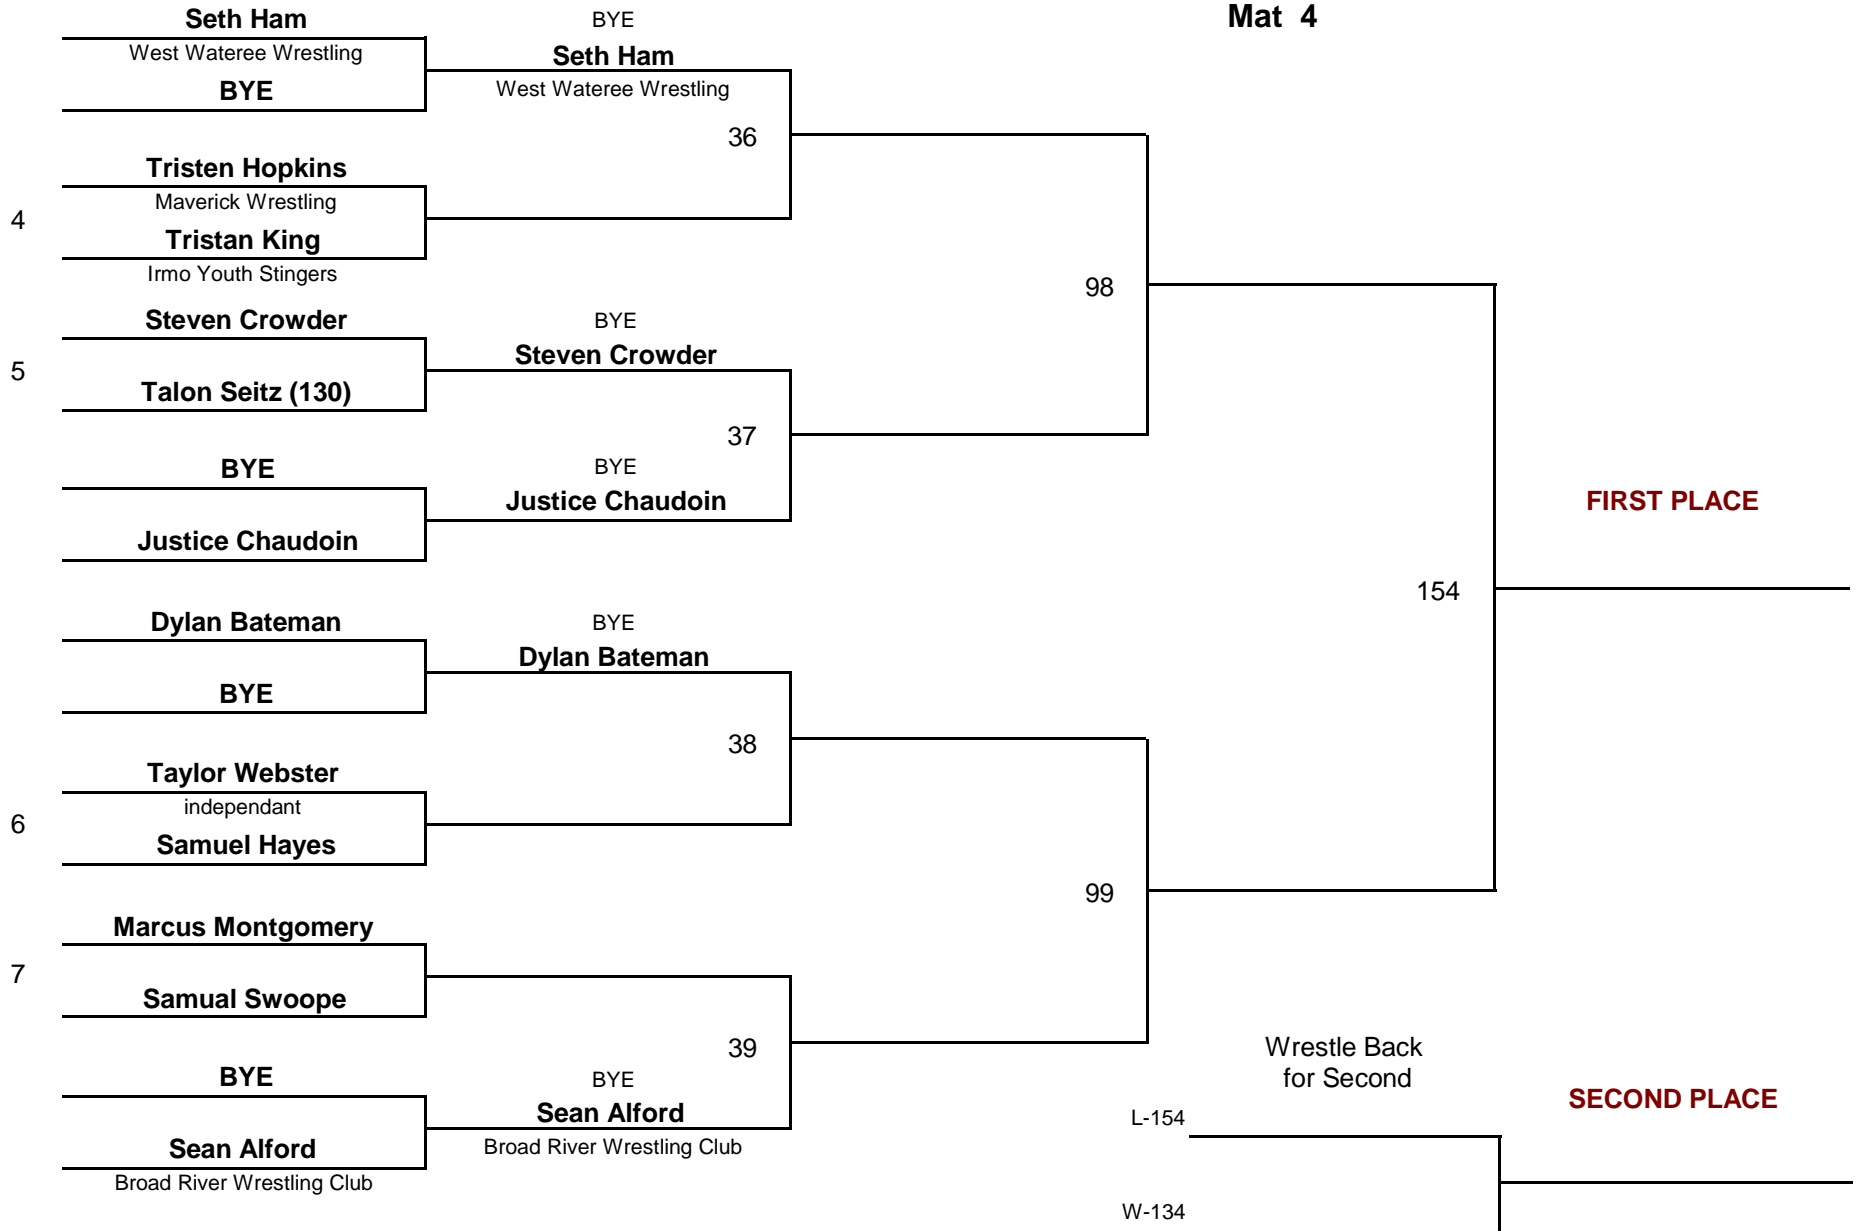 Mat 4
Seth Ham
West Wateree Wrestling
BYE
BYE
Seth Ham
West Wateree Wrestling
36
Tristen Hopkins
Maverick Wrestling
4
Tristan King
Irmo Youth Stingers
98
Steven Crowder
5
Talon Seitz (130)
BYE
Steven Crowder
37
BYE
Justice Chaudoin
BYE
Justice Chaudoin
FIRST PLACE
154
Dylan Bateman
BYE
BYE
Dylan Bateman
38
Taylor Webster
independant
6
Samuel Hayes
99
Marcus Montgomery
7
Samual Swoope
39
BYE
Sean Alford
Broad River Wrestling Club
BYE
Sean Alford
Broad River Wrestling Club
Wrestle Back
for Second
SECOND PLACE
L-154
W-134